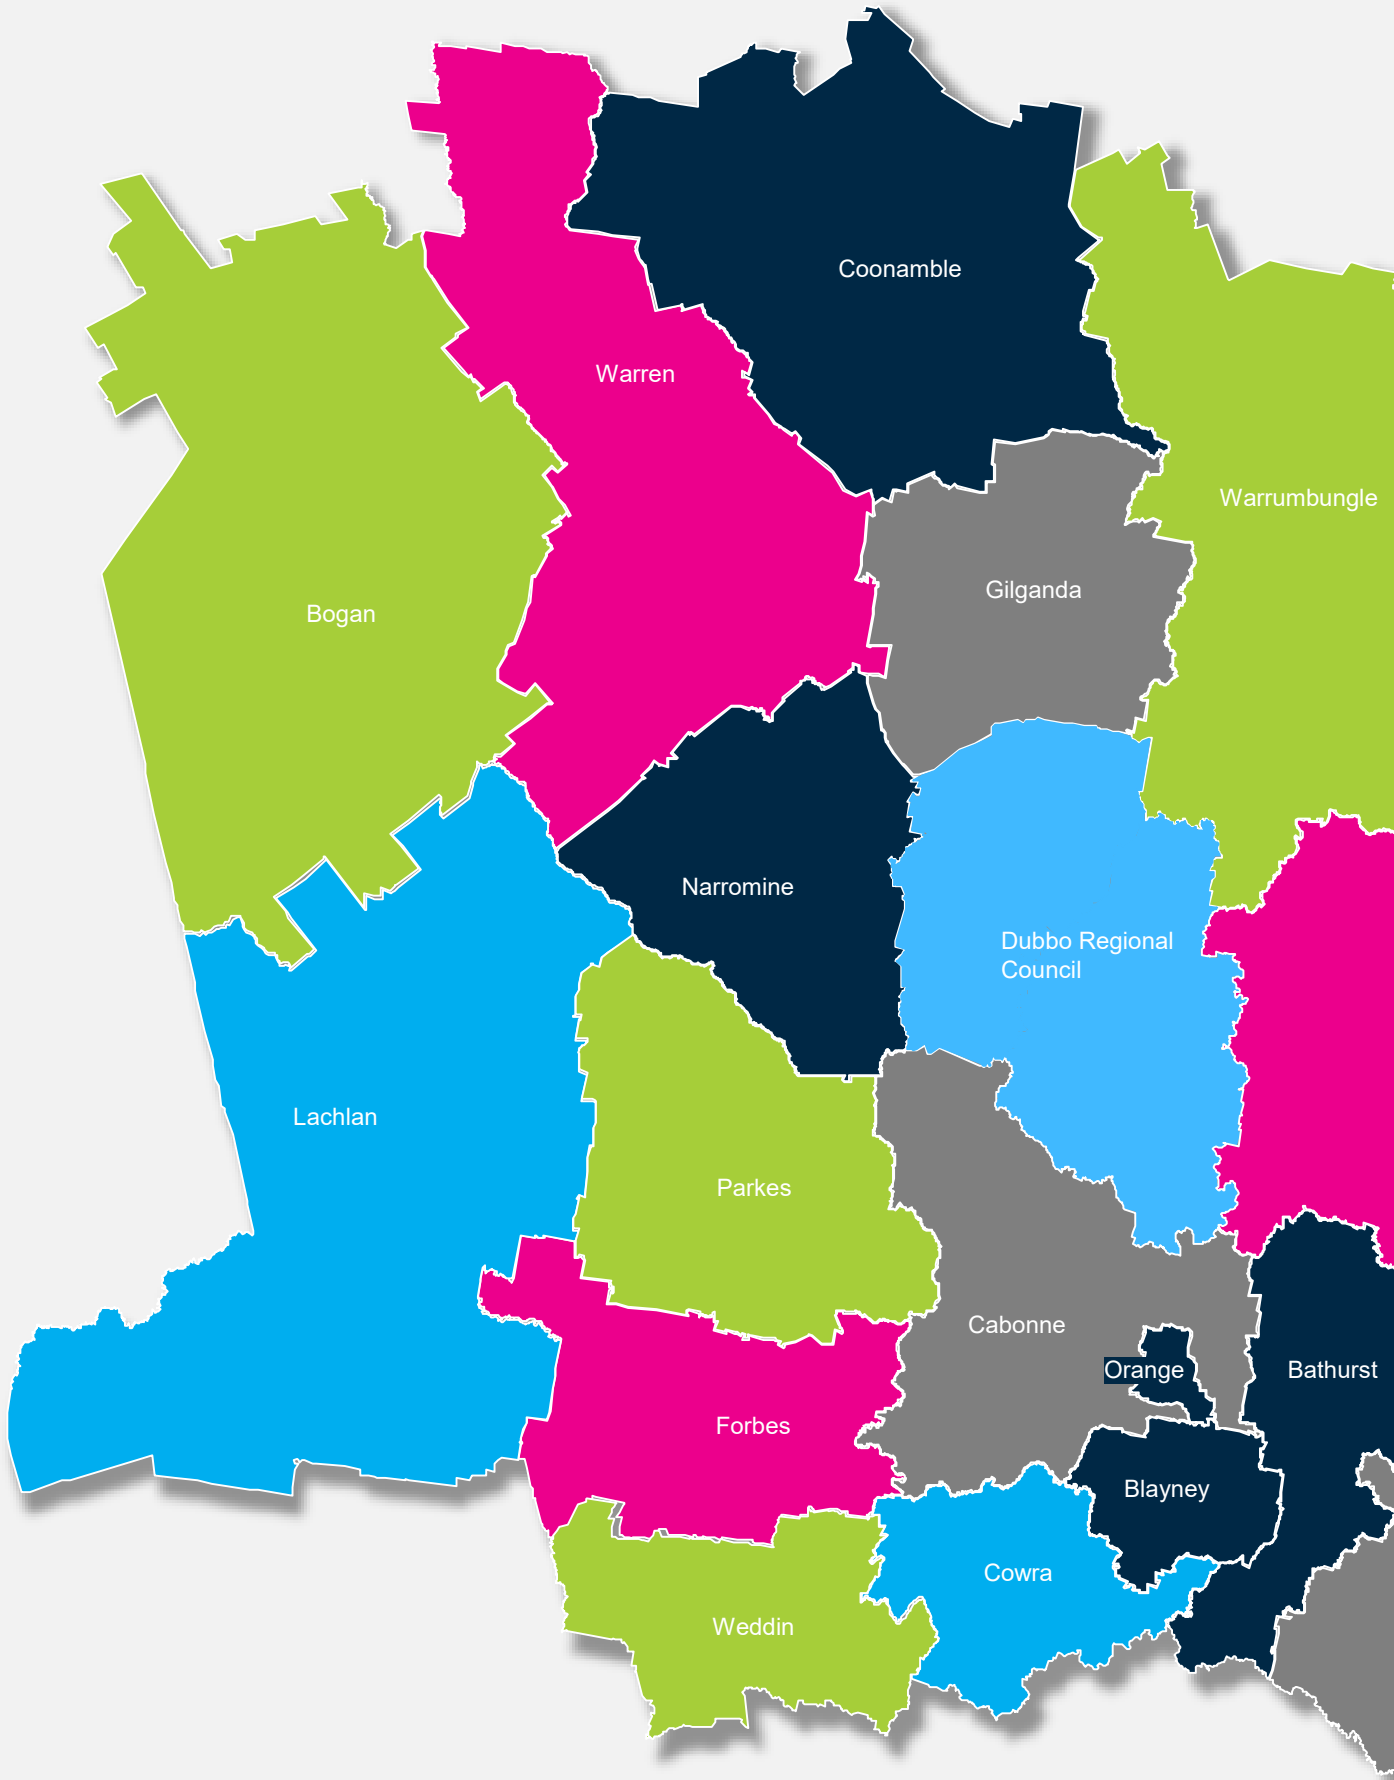 Coonamble
Warren
Warrumbungle
Gilganda
Bogan
Narromine
Dubbo Regional
Council
Lachlan
Parkes
Cabonne
Orange
Bathurst
Forbes
Blayney
Cowra
Weddin